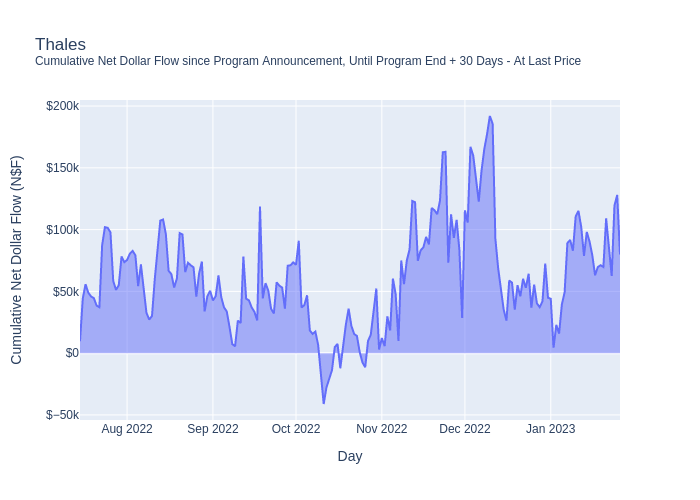 Thales
Cumulative Net Dollar Flow since Program Announcement, Until Program End + 30 Days - At Last Price
Cumulative Net Dollar Flow (N$F)
$200k
$150k
$100k
$50k
$0
$−50k
Aug 2022
Sep 2022
Oct 2022
Nov 2022
Dec 2022
Jan 2023
Day